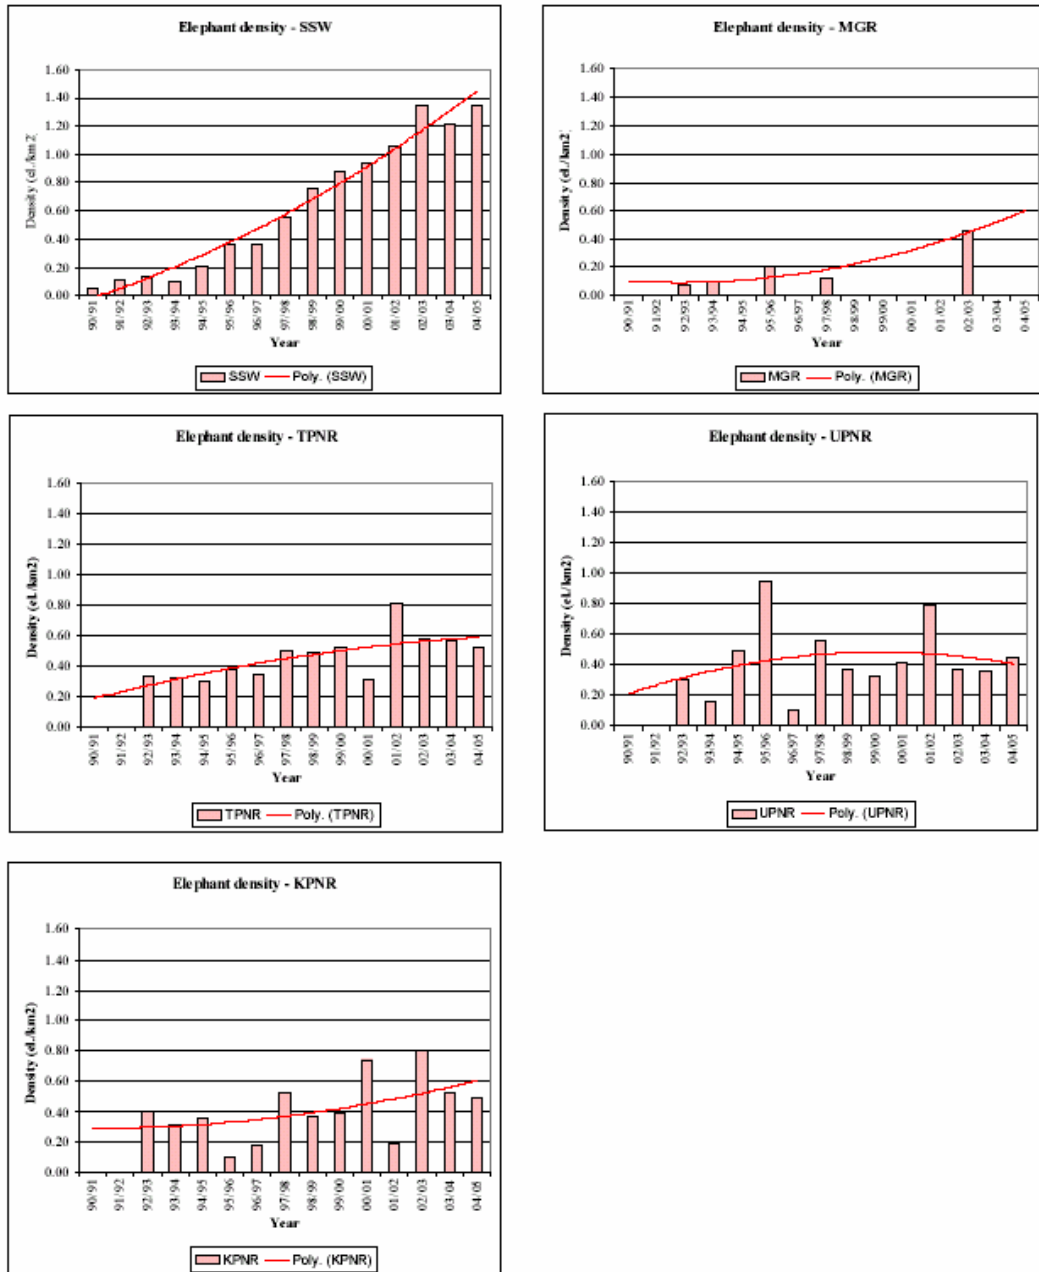 Elephant density - SSW
Density (el./km2)
1.60
1.40
1.20
1.00
0.80
0.60
0.40
0.20
0.00
90/91 91/92 92/93 93/94 94/95 95/96 96/97 97/98 98/99 99/00 00/01 01/02 02/03 03/04 04/05
Year
SSW Poly. (SSW)
Elephant density - MGR
Density (el./km2)
1.60
1.40
1.20
1.00
0.80
0.60
0.40
0.20
0.00
90/91 91/92 92/93 93/94 94/95 95/96 96/97 97/98 98/99 99/00 00/01 01/02 02/03 03/04 04/05
Year
MGR Poly. (MGR)
Elephant density - TPNR
Density (el./km2)
1.60
1.40
1.20
1.00
0.80
0.60
0.40
0.20
0.00
90/91 91/92 92/93 93/94 94/95 95/96 96/97 97/98 98/99 99/00 00/01 01/02 02/03 03/04 04/05
Year
TPNR Poly. (TPNR)
Elephant density - UPNR
Density (el./km2)
1.60
1.40
1.20
1.00
0.80
0.60
0.40
0.20
0.00
90/91 91/92 92/93 93/94 94/95 95/96 96/97 97/98 98/99 99/00 00/01 01/02 02/03 03/04 04/05
Year
UPNR Poly. (UPNR)
Elephant density - KPNR
Density (el./km2)
1.60
1.40
1.20
1.00
0.80
0.60
0.40
0.20
0.00
90/91 91/92 92/93 93/94 94/95 95/96 96/97 97/98 98/99 99/00 00/01 01/02 02/03 03/04 04/05
Year
KPNR Poly. (KPNR)